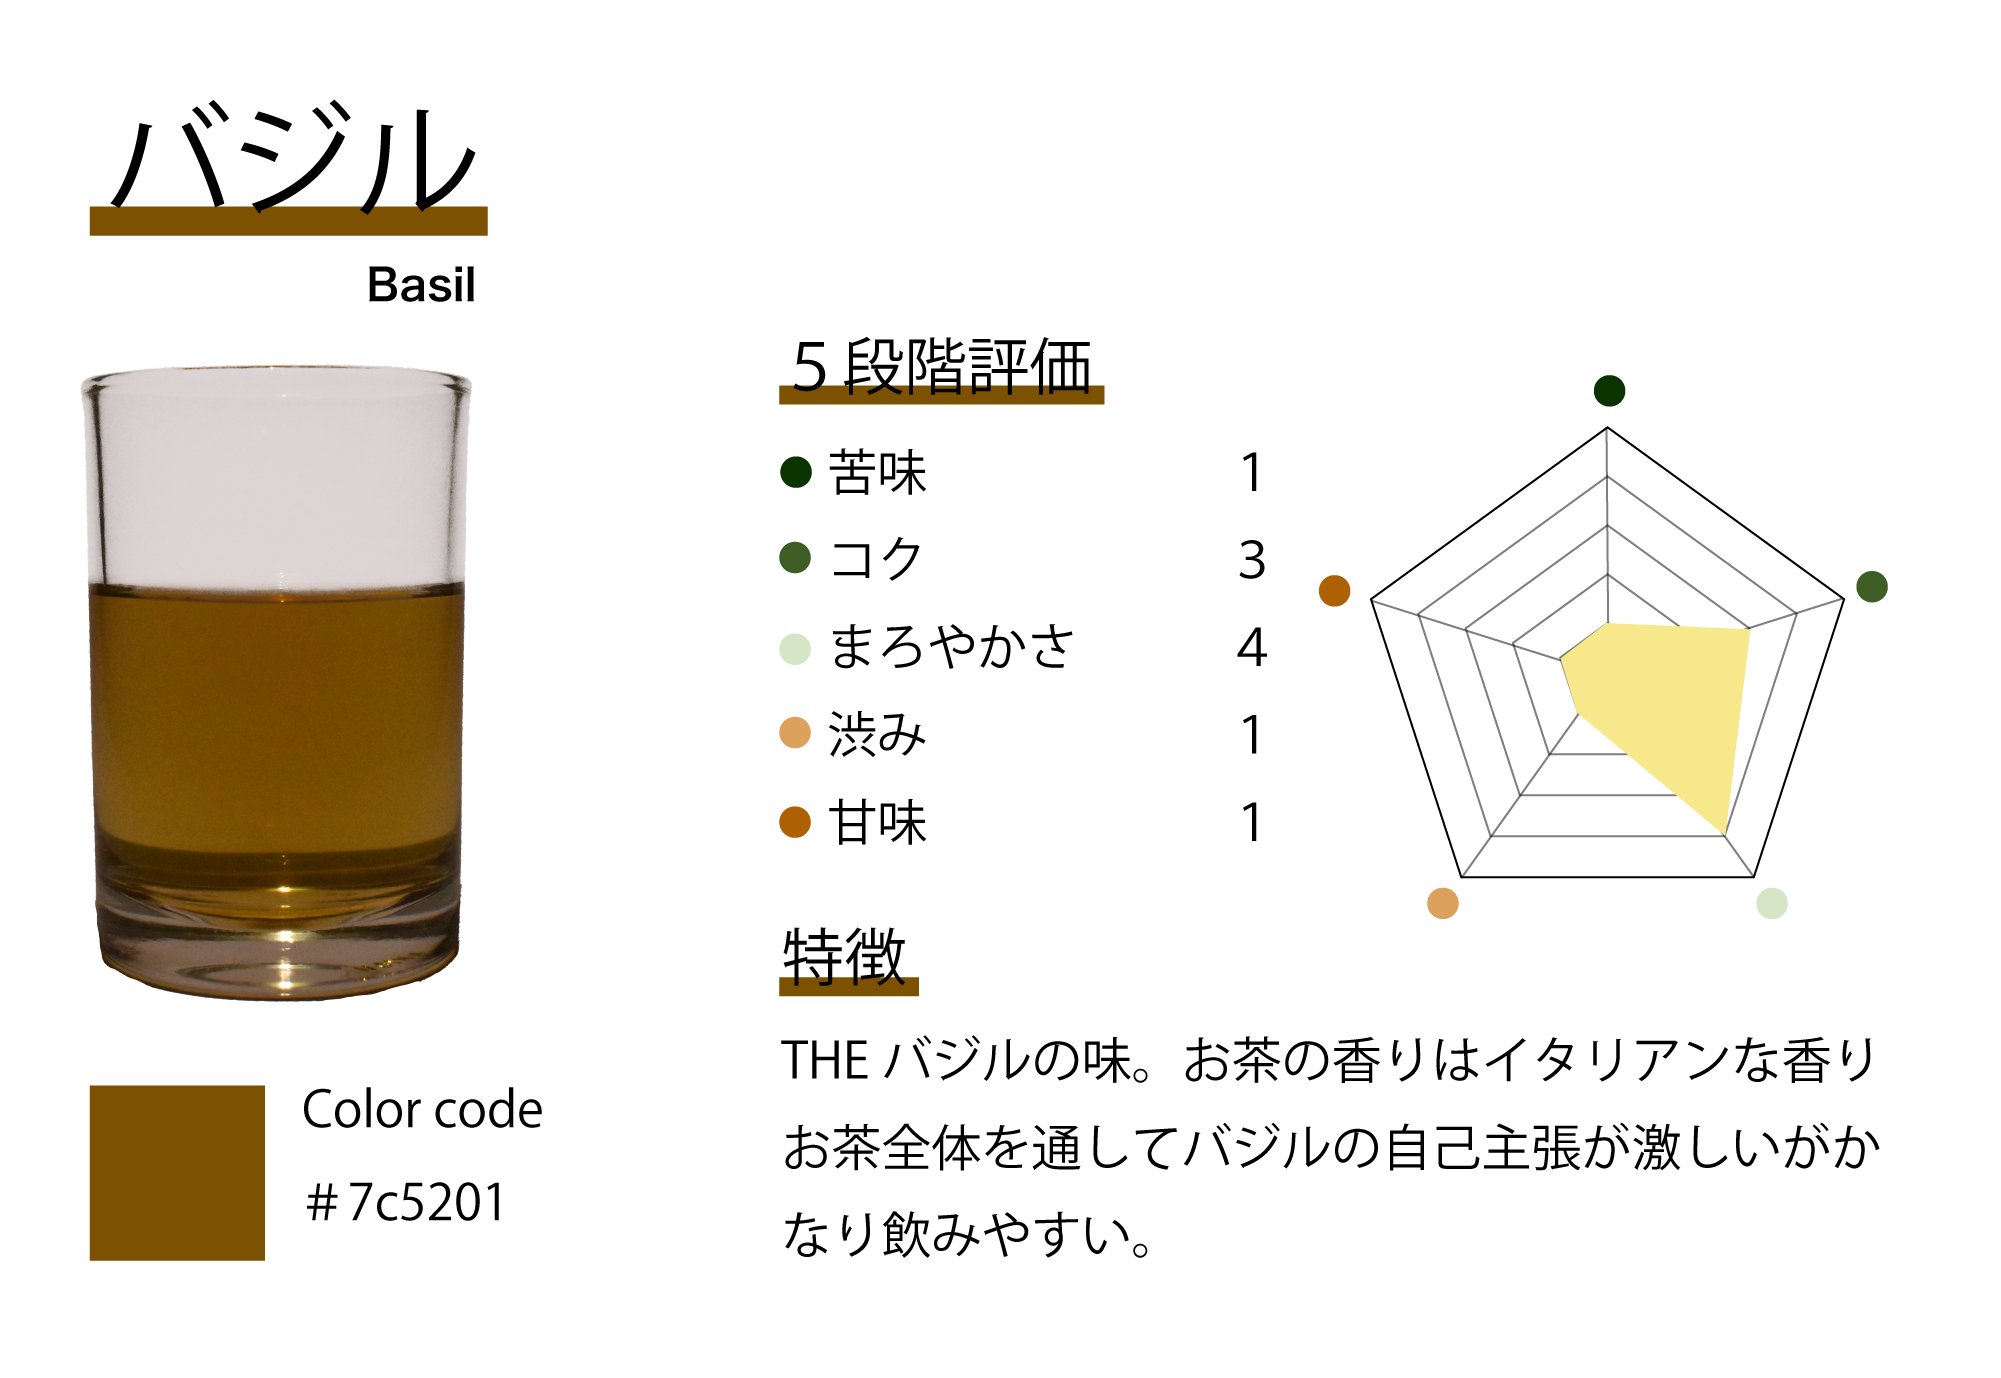 バジル
Basil
５段階評価
苦味 1
コク 3
まろやかさ 4
渋み 1
甘味 1
特徴
THE バジルの味。お茶の香りはイタリアンな香り
お茶全体を通してバジルの自己主張が激しいがか
なり飲みやすい。
Color code
＃7c5201